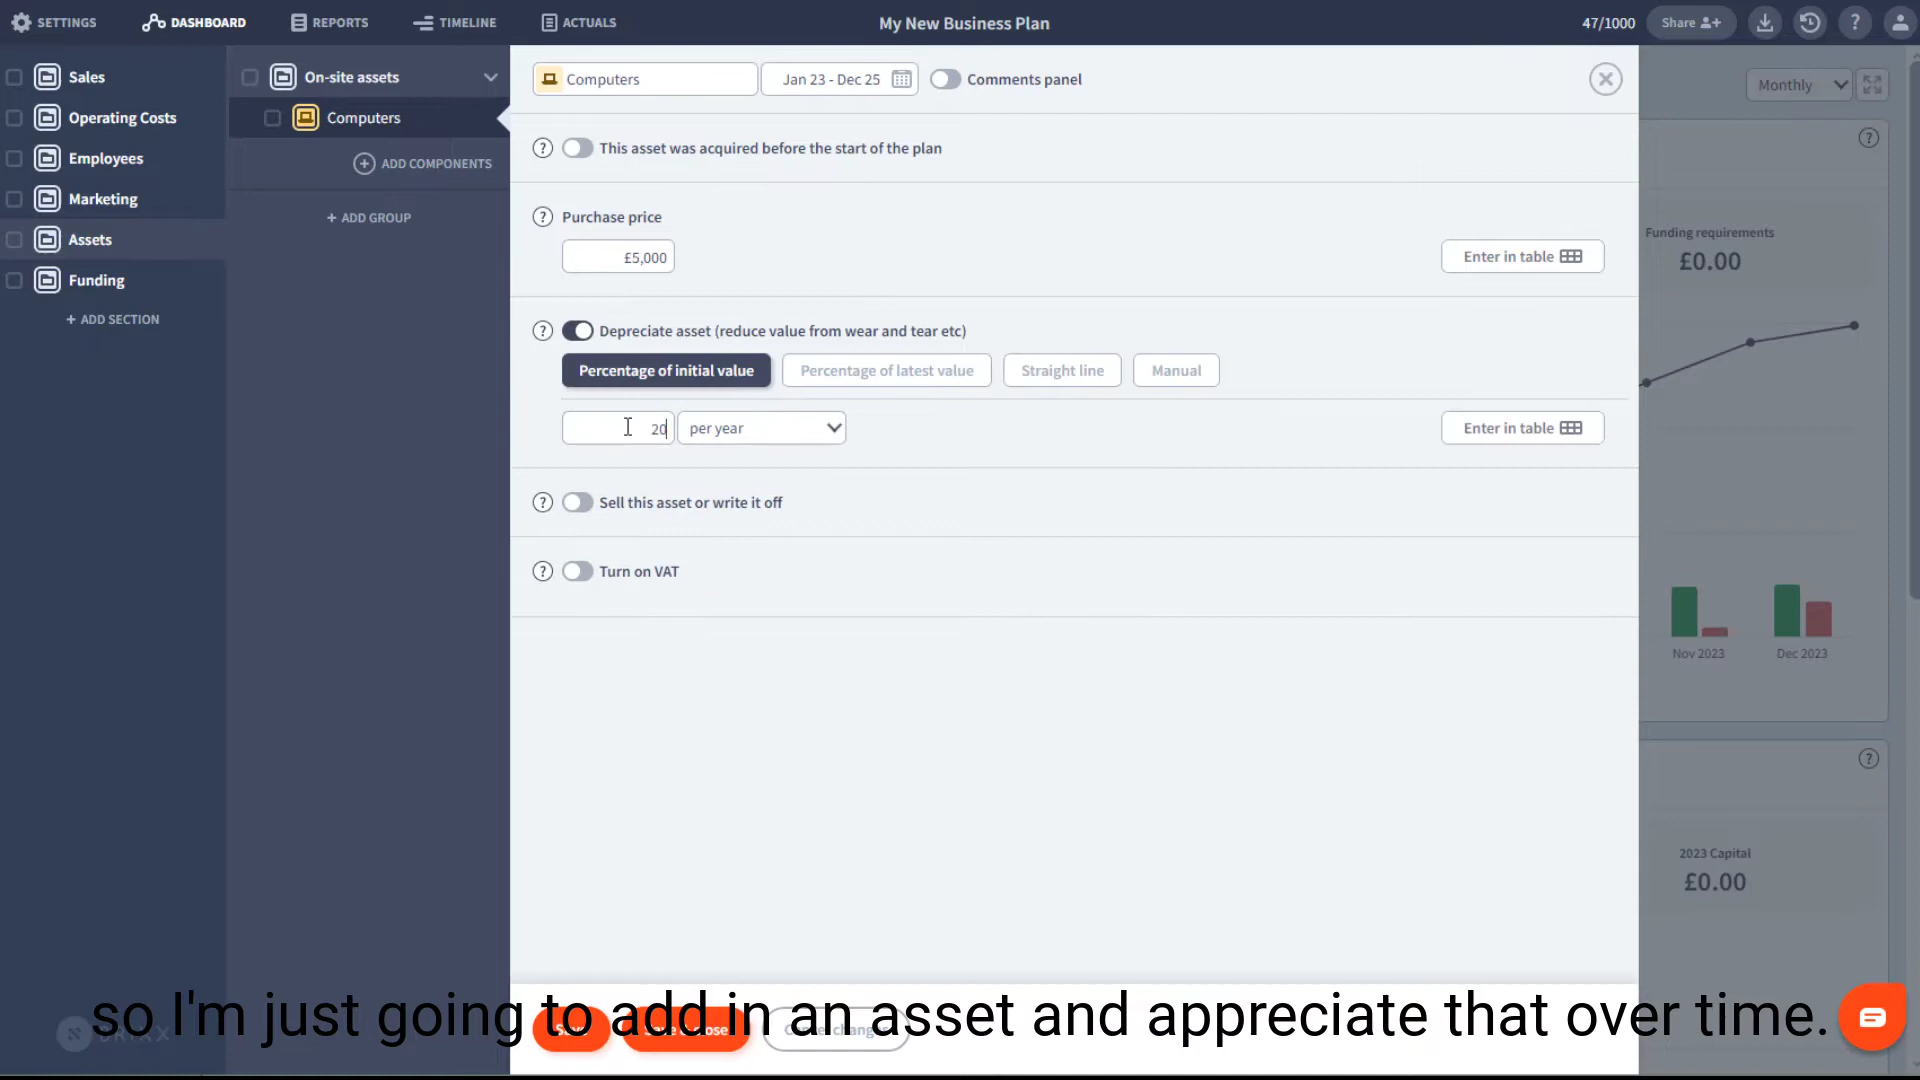 SETTINGS
DASHBOARD
REPORTS
TIMELINE
ACTUALS
My New Business Plan
47/1000
Share
?
Sales
Operating Costs
Employees
Marketing
Assets
Funding
+ ADD SECTION
On-site assets
Computers
ADD COMPONENTS
+ ADD GROUP
Computers
Jan 23 - Dec 25
Comments panel
? This asset was acquired before the start of the plan
? Purchase price
£5,000
Enter in table
? Depreciate asset (reduce value from wear and tear etc)
Percentage of initial value
Percentage of latest value
Straight line
Manual
20
per year
Enter in table
? Sell this asset or write it off
? Turn on VAT
Monthly
?
Funding requirements
£0.00
Nov 2023
Dec 2023
?
2023 Capital
£0.00
so I'm just going to add in an asset and appreciate that over time.